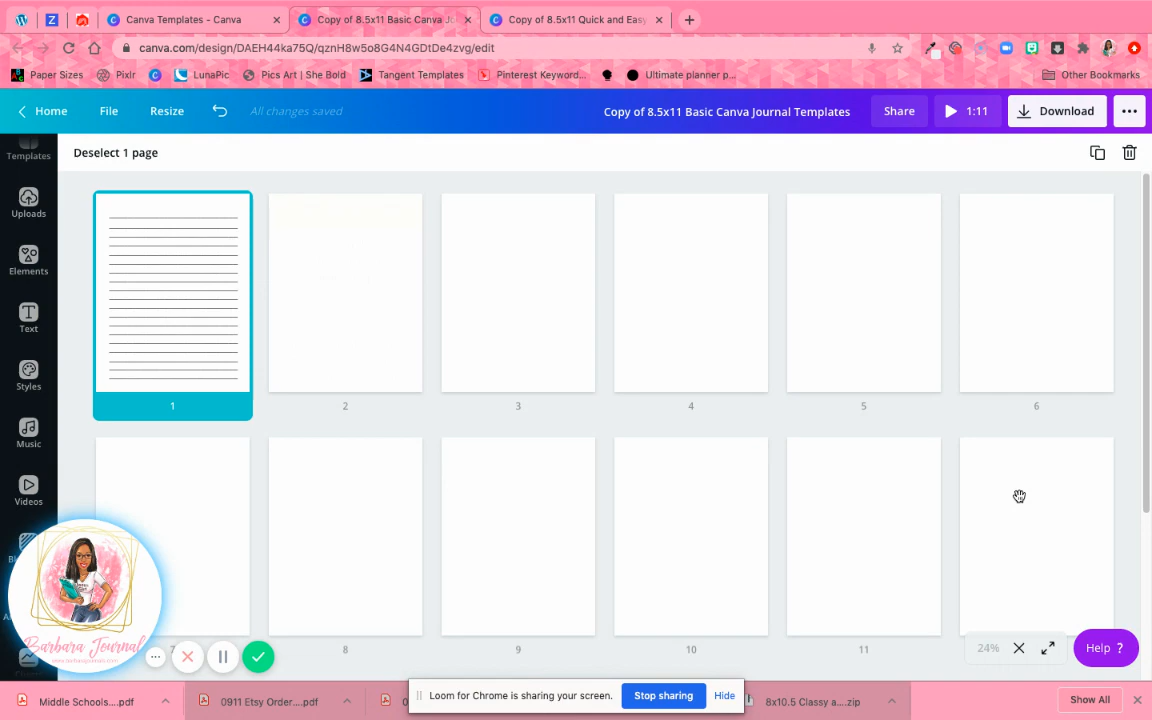 Canva Templates - Canva
Copy of 8.5x11 Basic Canva Jo
Copy of 8.5x11 Quick and Easy
canva.com/design/DAEH44ka75Q/qznH8w5o8G4N4GDtDe4zvg/edit
Paper Sizes
Pixlr
LunaPic
Pics Art | She Bold
Tangent Templates
Pinterest Keyword...
Ultimate planner p...
Other Bookmarks
Home
File
Resize
All changes saved
Copy of 8.5x11 Basic Canva Journal Templates
Share
1:11
Download
Templates
Deselect 1 page
Uploads
Elements
Text
Styles
Music
Videos
1
2
3
4
5
6
7
8
9
10
11
Barbara Journal
24%
Help ?
Middle Schools....pdf
0911 Etsy Order....pdf
Loom for Chrome is sharing your screen.
Stop sharing
Hide
8x10.5 Classy a....zip
Show All